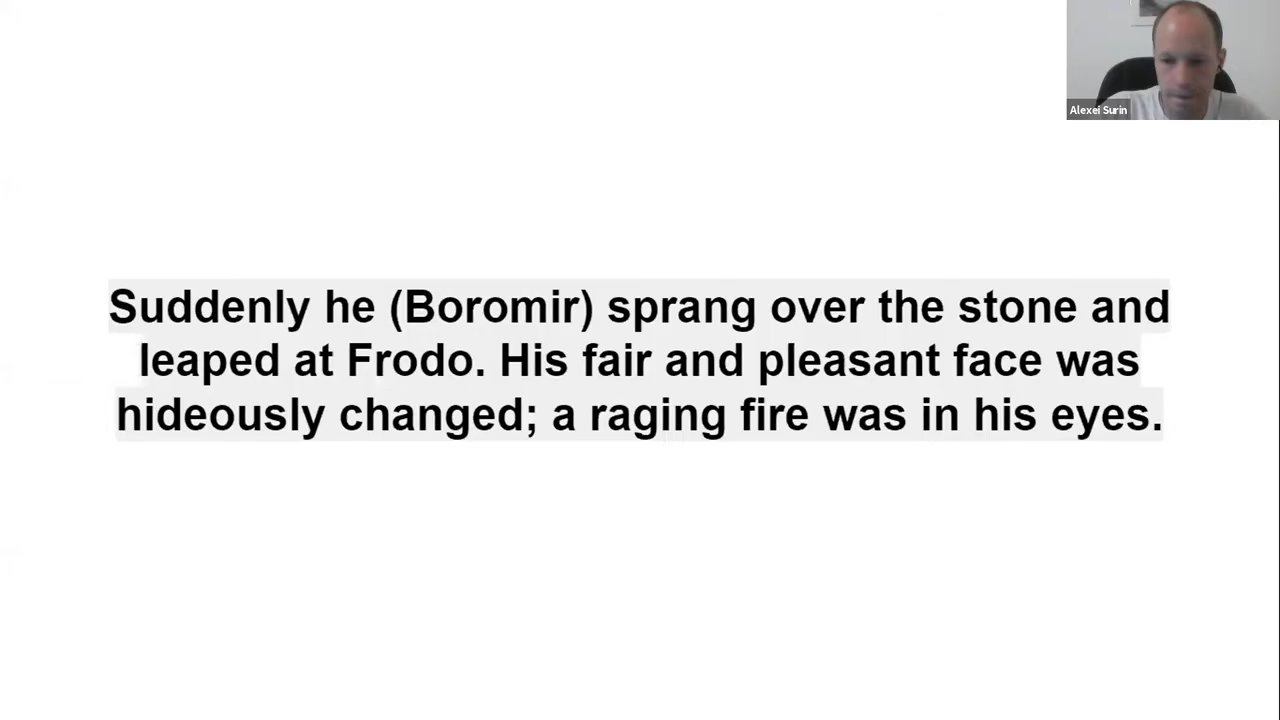 Alexei Surin
Suddenly he (Boromir) sprang over the stone and
leaped at Frodo. His fair and pleasant face was
hideously changed; a raging fire was in his eyes.